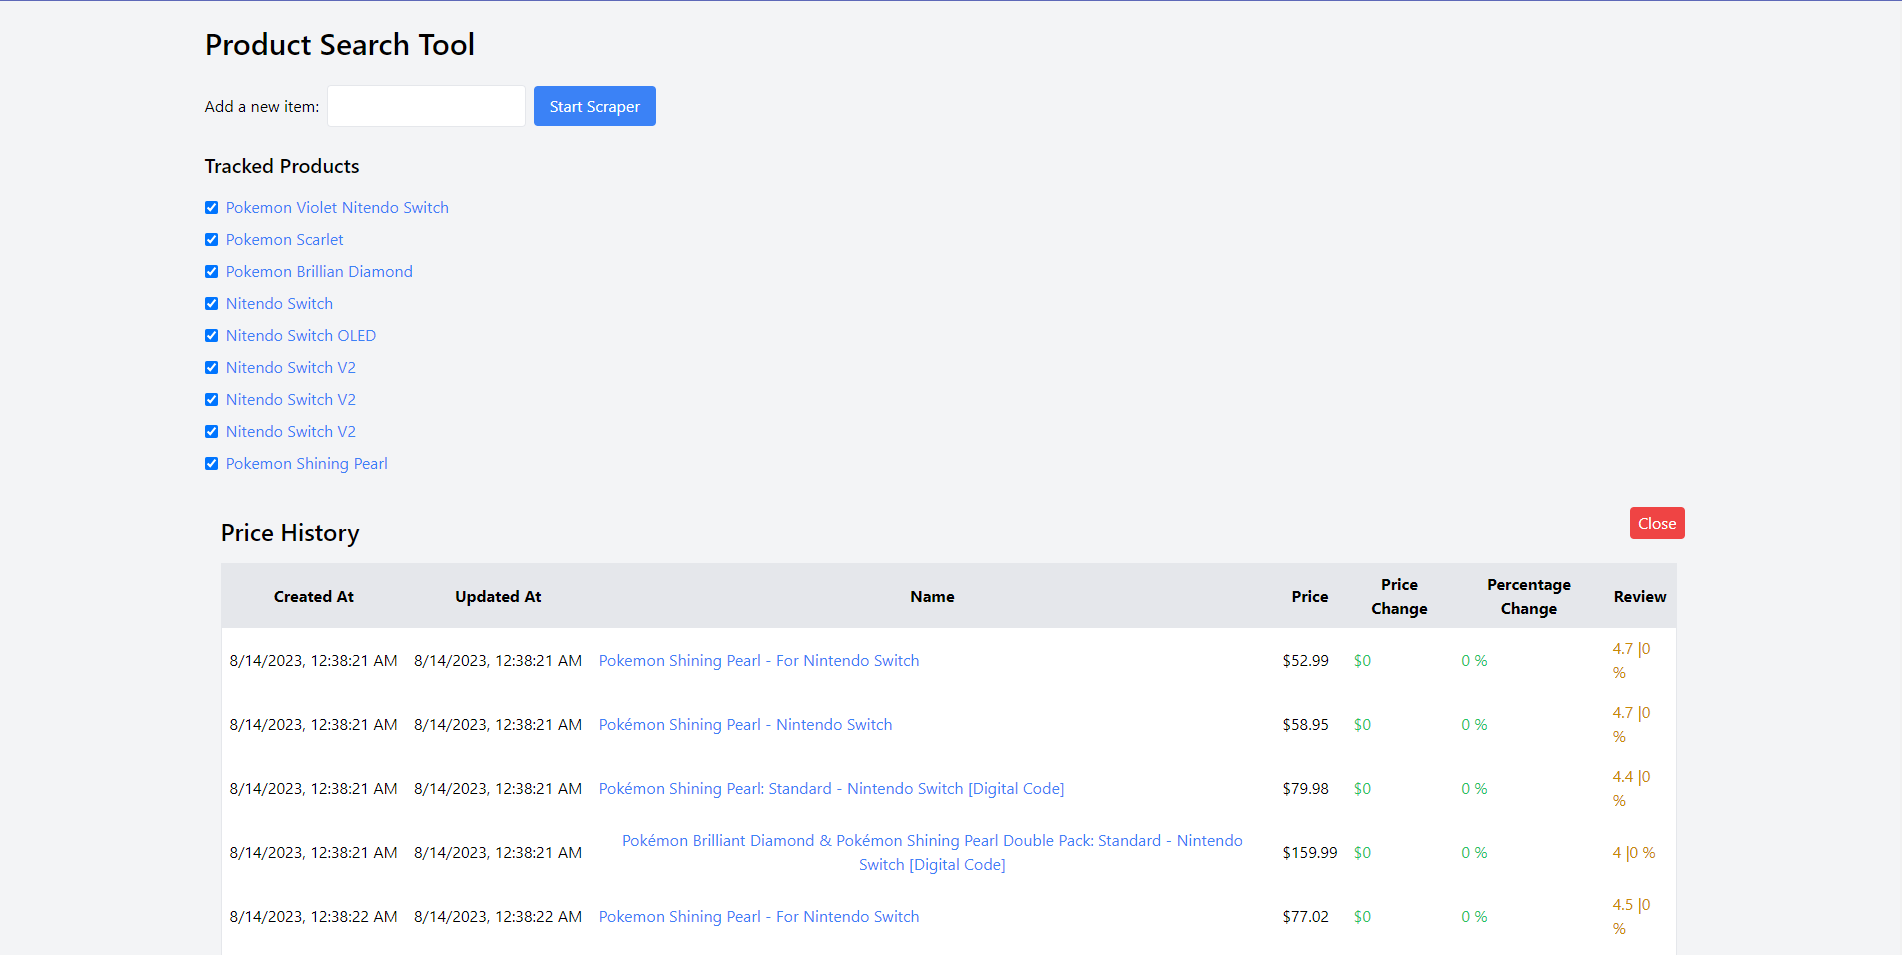 Product Search Tool
Add a new item: Start Scraper
Tracked Products
Pokemon Violet Nitendo Switch
Pokemon Scarlet
Pokemon Brillian Diamond
Nitendo Switch
Nitendo Switch OLED
Nitendo Switch V2
Nitendo Switch V2
Nitendo Switch V2
Pokemon Shining Pearl
Price History
Close
Created At Updated At Name Price Price Change Percentage Change Review
8/14/2023, 12:38:21 AM 8/14/2023, 12:38:21 AM Pokemon Shining Pearl - For Nintendo Switch $52.99 $0 0 % 4.7 |0 %
8/14/2023, 12:38:21 AM 8/14/2023, 12:38:21 AM Pokémon Shining Pearl - Nintendo Switch $58.95 $0 0 % 4.7 |0 %
8/14/2023, 12:38:21 AM 8/14/2023, 12:38:21 AM Pokémon Shining Pearl: Standard - Nintendo Switch [Digital Code] $79.98 $0 0 % 4.4 |0 %
8/14/2023, 12:38:21 AM 8/14/2023, 12:38:21 AM Pokémon Brilliant Diamond & Pokémon Shining Pearl Double Pack: Standard - Nintendo Switch [Digital Code] $159.99 $0 0 % 4 |0 %
8/14/2023, 12:38:22 AM 8/14/2023, 12:38:22 AM Pokemon Shining Pearl - For Nintendo Switch $77.02 $0 0 % 4.5 |0 %